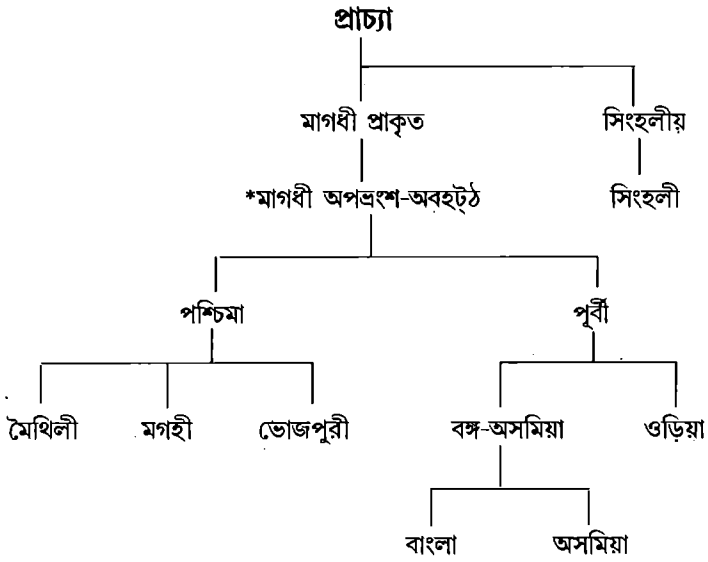 প্রাচ্যা
মাগধী প্রাকৃত সিংহলীয়
*মাগধী অপভ্রংশ-অবহট্‌ঠ সিংহলী
পশ্চিমা পূর্বী
মৈথিলী মগহী ভোজপুরী বঙ্গ-অসমিয়া ওড়িয়া
বাংলা অসমিয়া